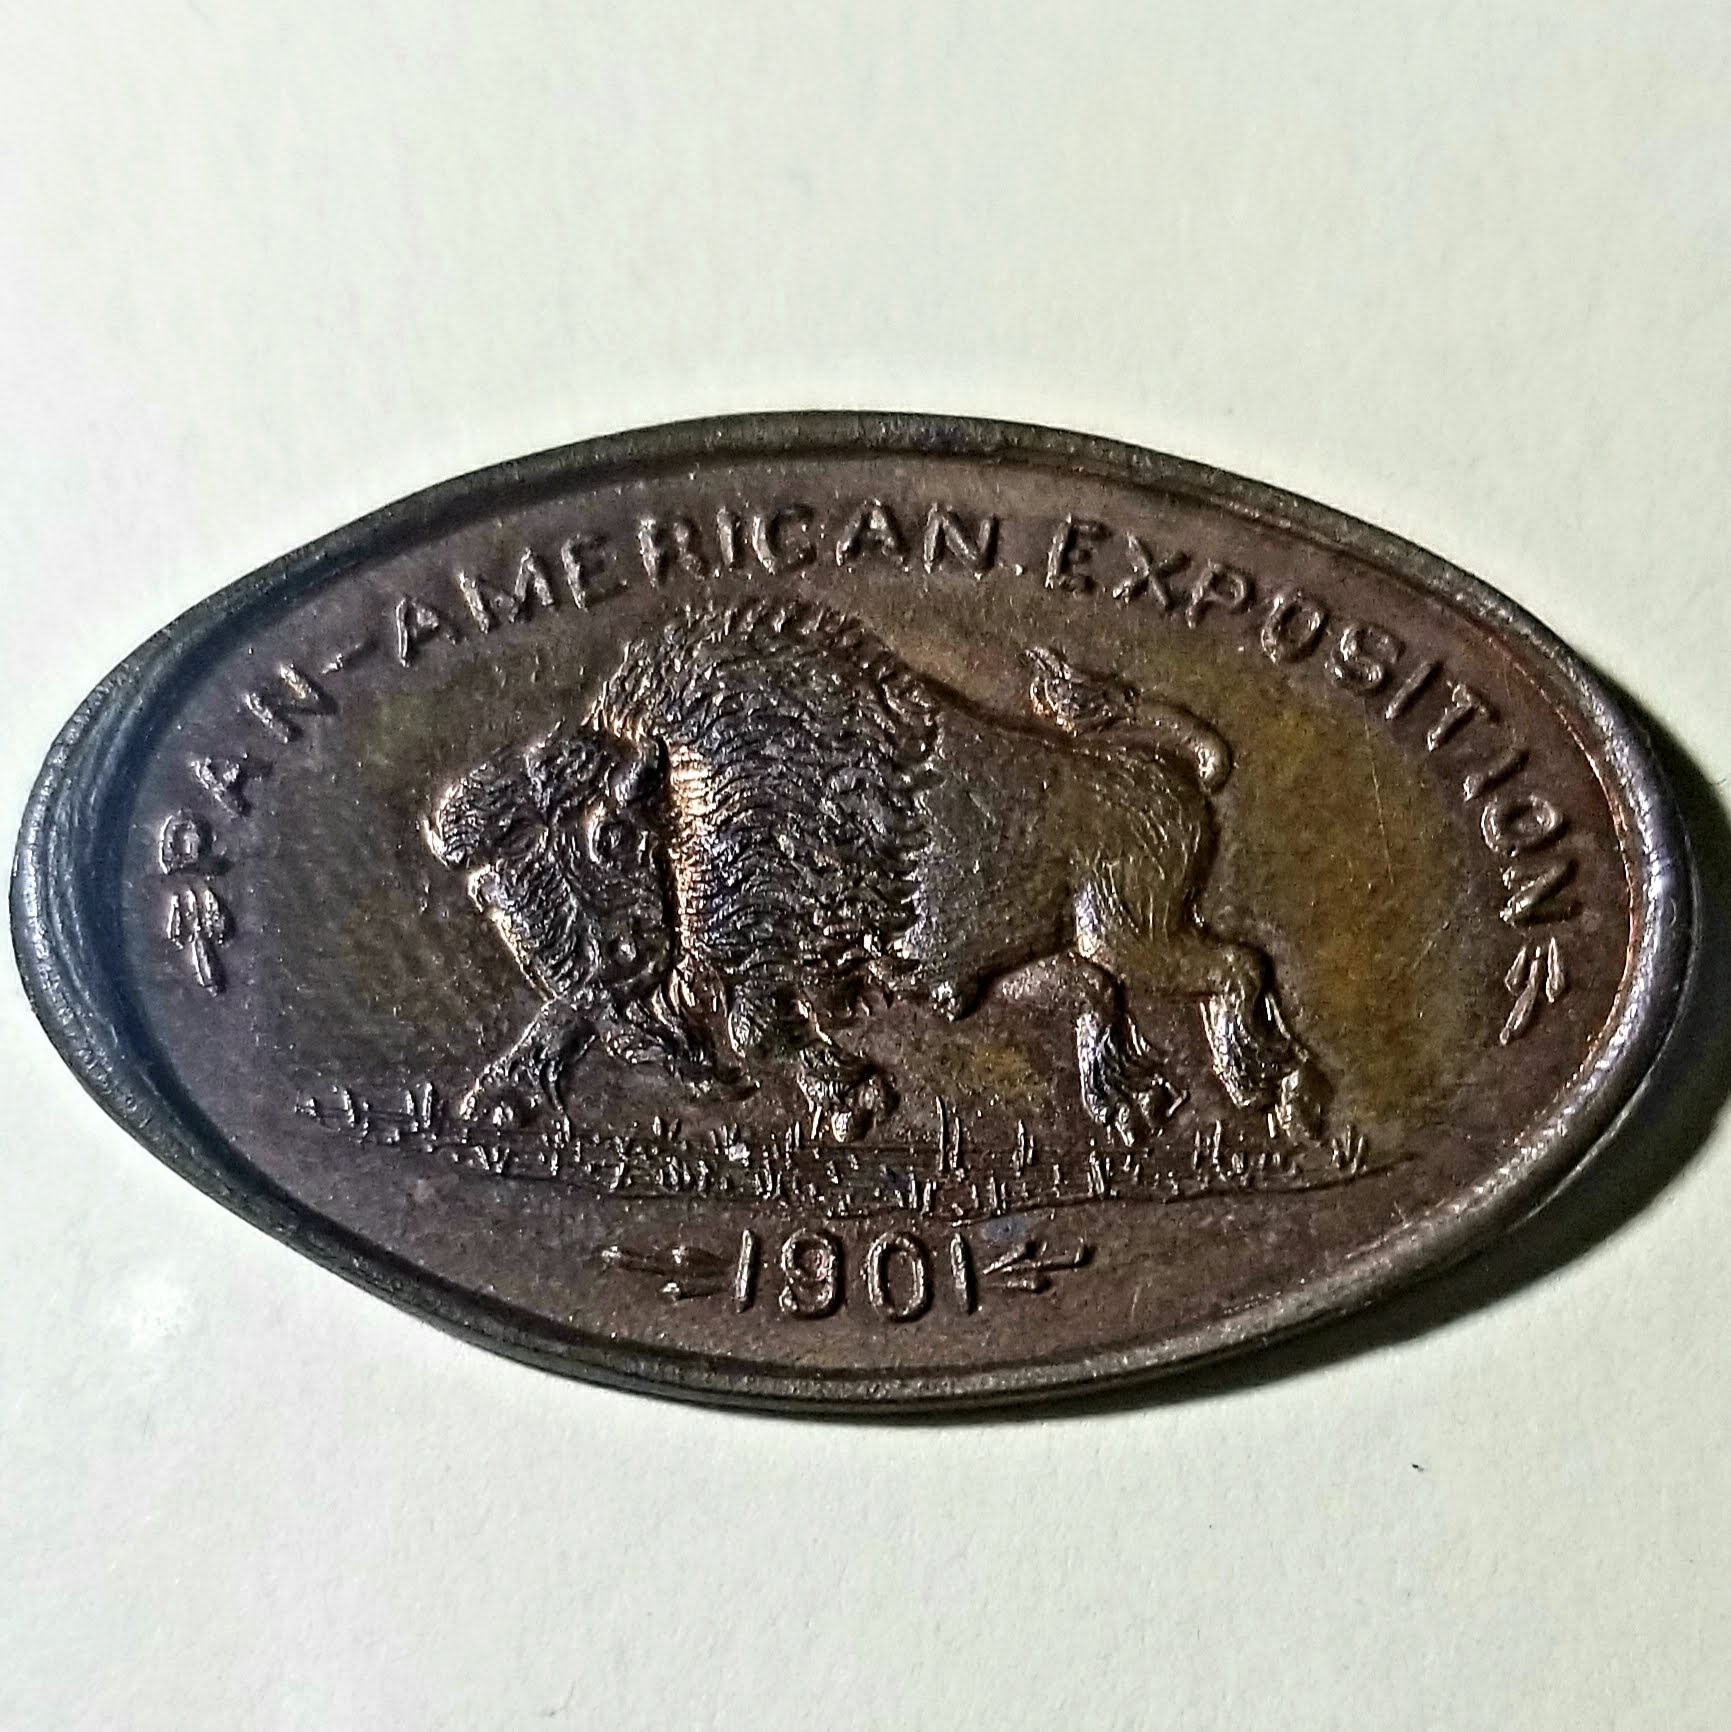 PAN-AMERICAN. EXPOSITION
1901